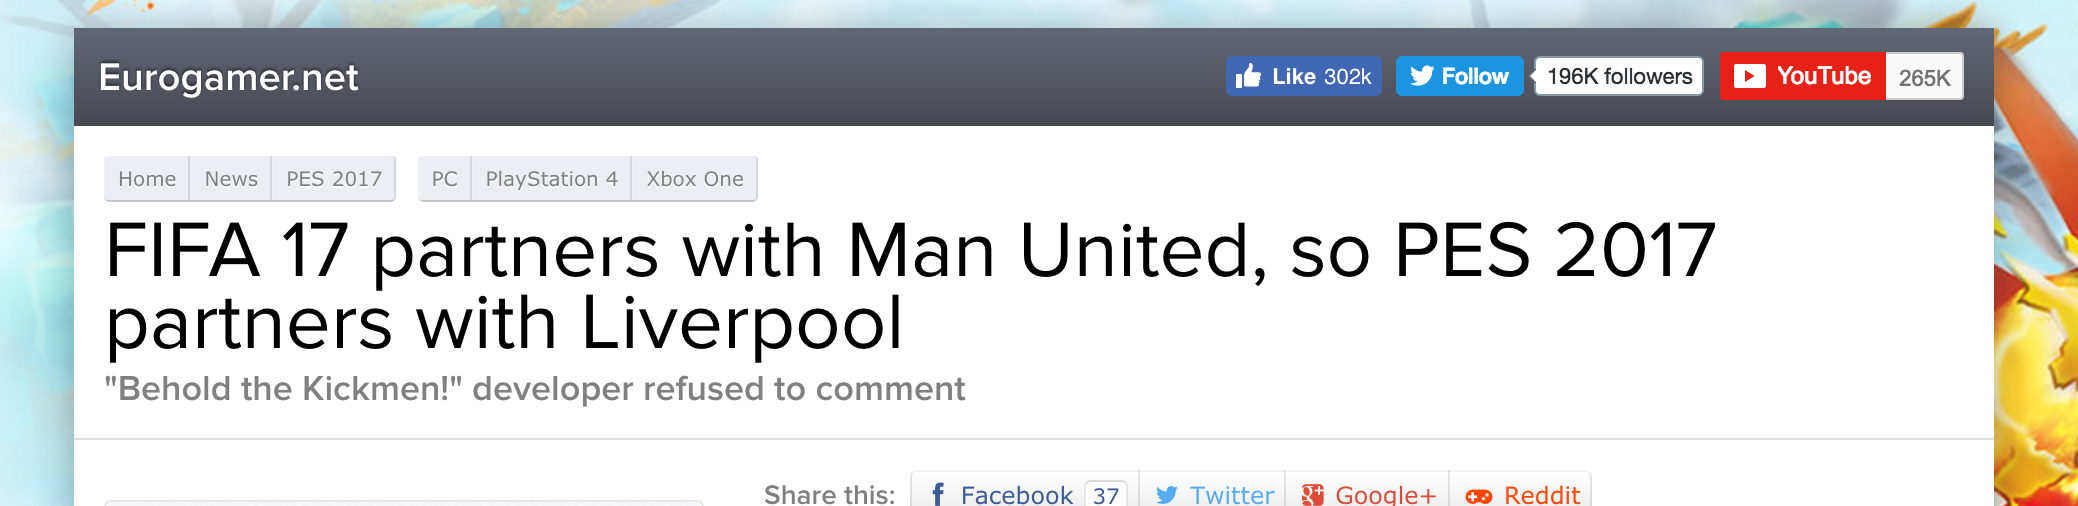 Eurogamer.net
Like 302k
Follow
196K followers
YouTube
265K
Home
News
PES 2017
PC
PlayStation 4
Xbox One
FIFA 17 partners with Man United, so PES 2017
partners with Liverpool
"Behold the Kickmen!" developer refused to comment
Share this:
Facebook 37
Twitter
Google+
Reddit